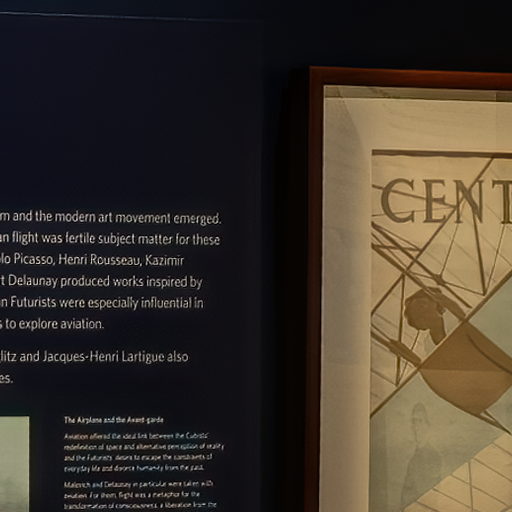 m and the modern art movement emerged.
an flight was fertile subject matter for these
lo Picasso, Henri Rousseau, Kazimir
t Delaunay produced works inspired by
n Futurists were especially influential in
s to explore aviation.
litz and Jacques-Henri Lartigue also
es.
The Airplane and the Avant-garde
Aviation offered the ideal link between the Cubists'
redefinition of space and alternative perception of reality
and the Futurists' desire to escape the constraints of
everyday life and divorce humanity from the past.
Malevich and Delaunay in particular were taken with
aviation. For them, flight was a metaphor for the
transformation of consciousness, a liberation from the
CENT